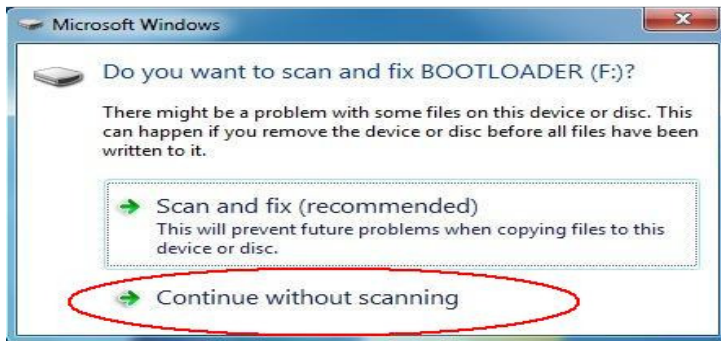 Microsoft Windows
Do you want to scan and fix BOOTLOADER (F:)?
There might be a problem with some files on this device or disc. This
can happen if you remove the device or disc before all files have been
written to it.
Scan and fix (recommended)
This will prevent future problems when copying files to this
device or disc.
Continue without scanning